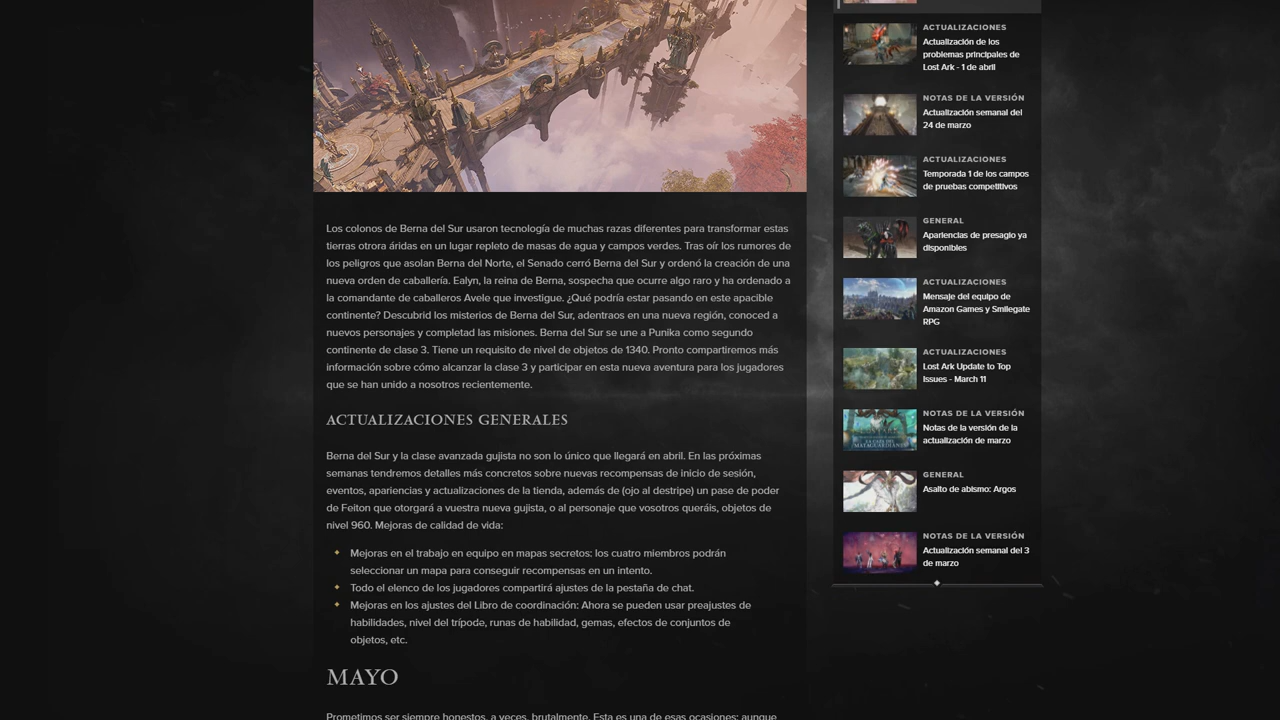 Los colonos de Berna del Sur usaron tecnología de muchas razas diferentes para transformar estas
tierras otrora áridas en un lugar repleto de masas de agua y campos verdes. Tras oír los rumores de
los peligros que asolan Berna del Norte, el Senado cerró Berna del Sur y ordenó la creación de una
nueva orden de caballería. Ealyn, la reina de Berna, sospecha que ocurre algo raro y ha ordenado a
la comandante de caballeros Avele que investigue. ¿Qué podría estar pasando en este apacible
continente? Descubrid los misterios de Berna del Sur, adentraos en una nueva región, conoced a
nuevos personajes y completad las misiones. Berna del Sur se une a Punika como segundo
continente de clase 3. Tiene un requisito de nivel de objetos de 1340. Pronto compartiremos más
información sobre cómo alcanzar la clase 3 y participar en esta nueva aventura para los jugadores
que se han unido a nosotros recientemente.
ACTUALIZACIONES GENERALES
Berna del Sur y la clase avanzada gujista no son lo único que llegará en abril. En las próximas
semanas tendremos detalles más concretos sobre nuevas recompensas de inicio de sesión,
eventos, apariencias y actualizaciones de la tienda, además de (ojo al destripe) un pase de poder
de Feiton que otorgará a vuestra nueva gujista, o al personaje que vosotros queráis, objetos de
nivel 960. Mejoras de calidad de vida:
Mejoras en el trabajo en equipo en mapas secretos: los cuatro miembros podrán
seleccionar un mapa para conseguir recompensas en un intento.
Todo el elenco de los jugadores compartirá ajustes de la pestaña de chat.
Mejoras en los ajustes del Libro de coordinación: Ahora se pueden usar preajustes de
habilidades, nivel del trípode, runas de habilidad, gemas, efectos de conjuntos de
objetos, etc.
MAYO
Prometimos ser siempre honestos, a veces, brutalmente. Esta es una de esas ocasiones: aunque
ACTUALIZACIONES
Actualización de los
problemas principales de
Lost Ark - 1 de abril
NOTAS DE LA VERSIÓN
Actualización semanal del
24 de marzo
ACTUALIZACIONES
Temporada 1 de los campos
de pruebas competitivos
GENERAL
Apariencias de presagio ya
disponibles
ACTUALIZACIONES
Mensaje del equipo de
Amazon Games y Smilegate
RPG
ACTUALIZACIONES
Lost Ark Update to Top
Issues - March 11
NOTAS DE LA VERSIÓN
Notas de la versión de la
actualización de marzo
GENERAL
Asalto de abismo: Argos
NOTAS DE LA VERSIÓN
Actualización semanal del 3
de marzo